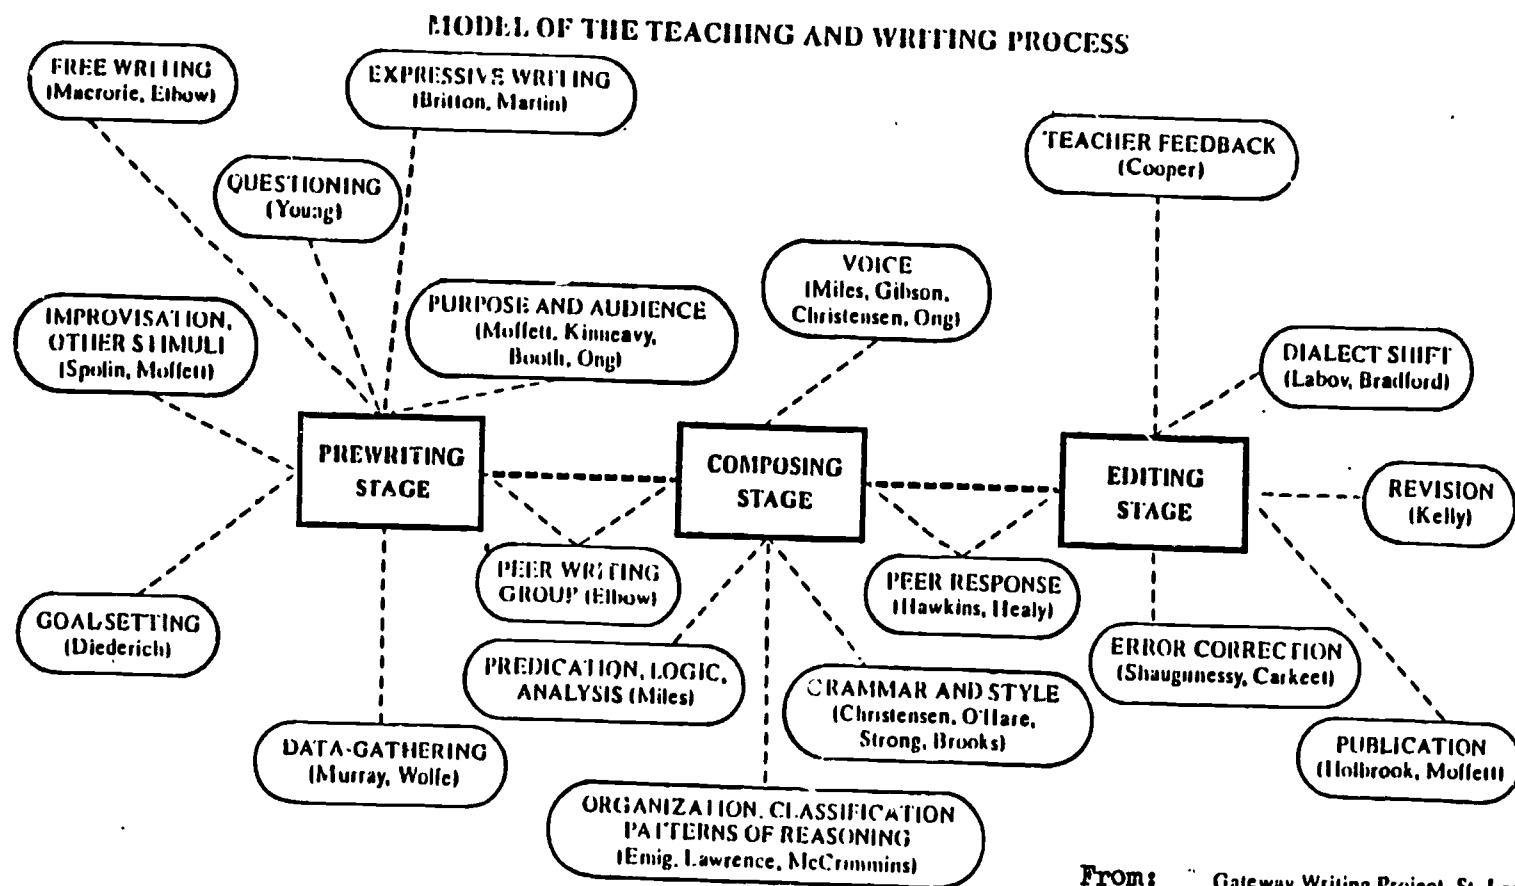 MODEL OF THE TEACHING AND WRITING PROCESS
FREE WRITING
(Macrorie, Elbow)
EXPRESSIVE WRITING
(Britton, Martin)
TEACHER FEEDBACK
(Cooper)
QUESTIONING
(Young)
VOICE
(Miles, Gibson,
Christensen, Ong)
PURPOSE AND AUDIENCE
(Moffett, Kinneavy,
Booth, Ong)
IMPROVISATION,
OTHER STIMULI
(Spolin, Moffett)
DIALECT SHIFT
(Labov, Bradford)
PREWRITING
STAGE
COMPOSING
STAGE
EDITING
STAGE
REVISION
(Kelly)
PEER WRITING
GROUP (Elbow)
PEER RESPONSE
(Hawkins, Healy)
GOAL SETTING
(Diederich)
PREDICATION, LOGIC,
ANALYSIS (Miles)
GRAMMAR AND STYLE
(Christensen, O'Hare,
Strong, Brooks)
ERROR CORRECTION
(Shaugunessy, Carkeet)
DATA-GATHERING
(Murray, Wolfe)
PUBLICATION
(Holbrook, Moffett)
ORGANIZATION, CLASSIFICATION
PATTERNS OF REASONING
(Emig, Lawrence, McCrimmins)
From: Gateway Writing Project, St.